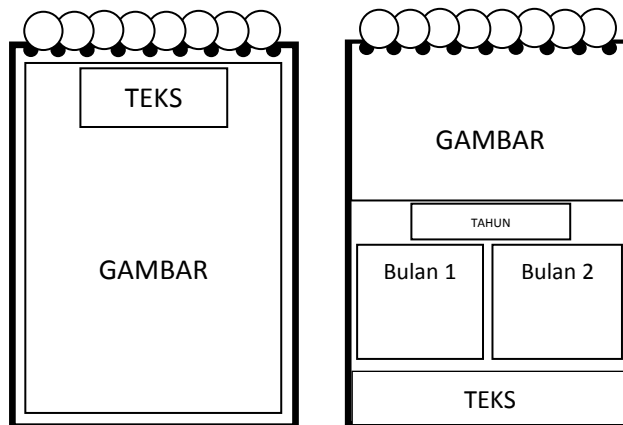 TEKS
GAMBAR
GAMBAR
TAHUN
Bulan 1
Bulan 2
TEKS